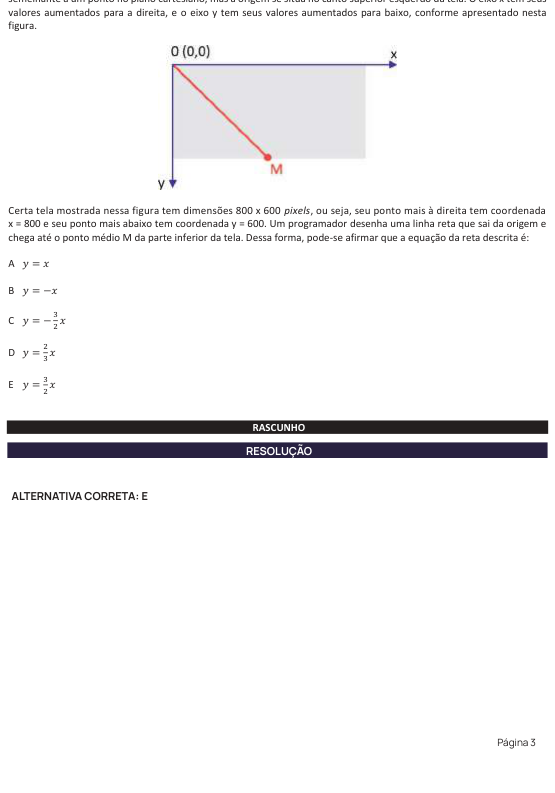 valores aumentados para a direita, e o eixo y tem seus valores aumentados para baixo, conforme apresentado nesta
figura.
O (0,0)
x
M
y
Certa tela mostrada nessa figura tem dimensões 800 x 600 pixels, ou seja, seu ponto mais à direita tem coordenada
x = 800 e seu ponto mais abaixo tem coordenada y = 600. Um programador desenha uma linha reta que sai da origem e
chega até o ponto médio M da parte inferior da tela. Dessa forma, pode-se afirmar que a equação da reta descrita é:
A y = x
B y = −x
C y = −3/2 x
D y = 2/3 x
E y = 3/2 x
RASCUNHO
RESOLUÇÃO
ALTERNATIVA CORRETA: E
Página 3